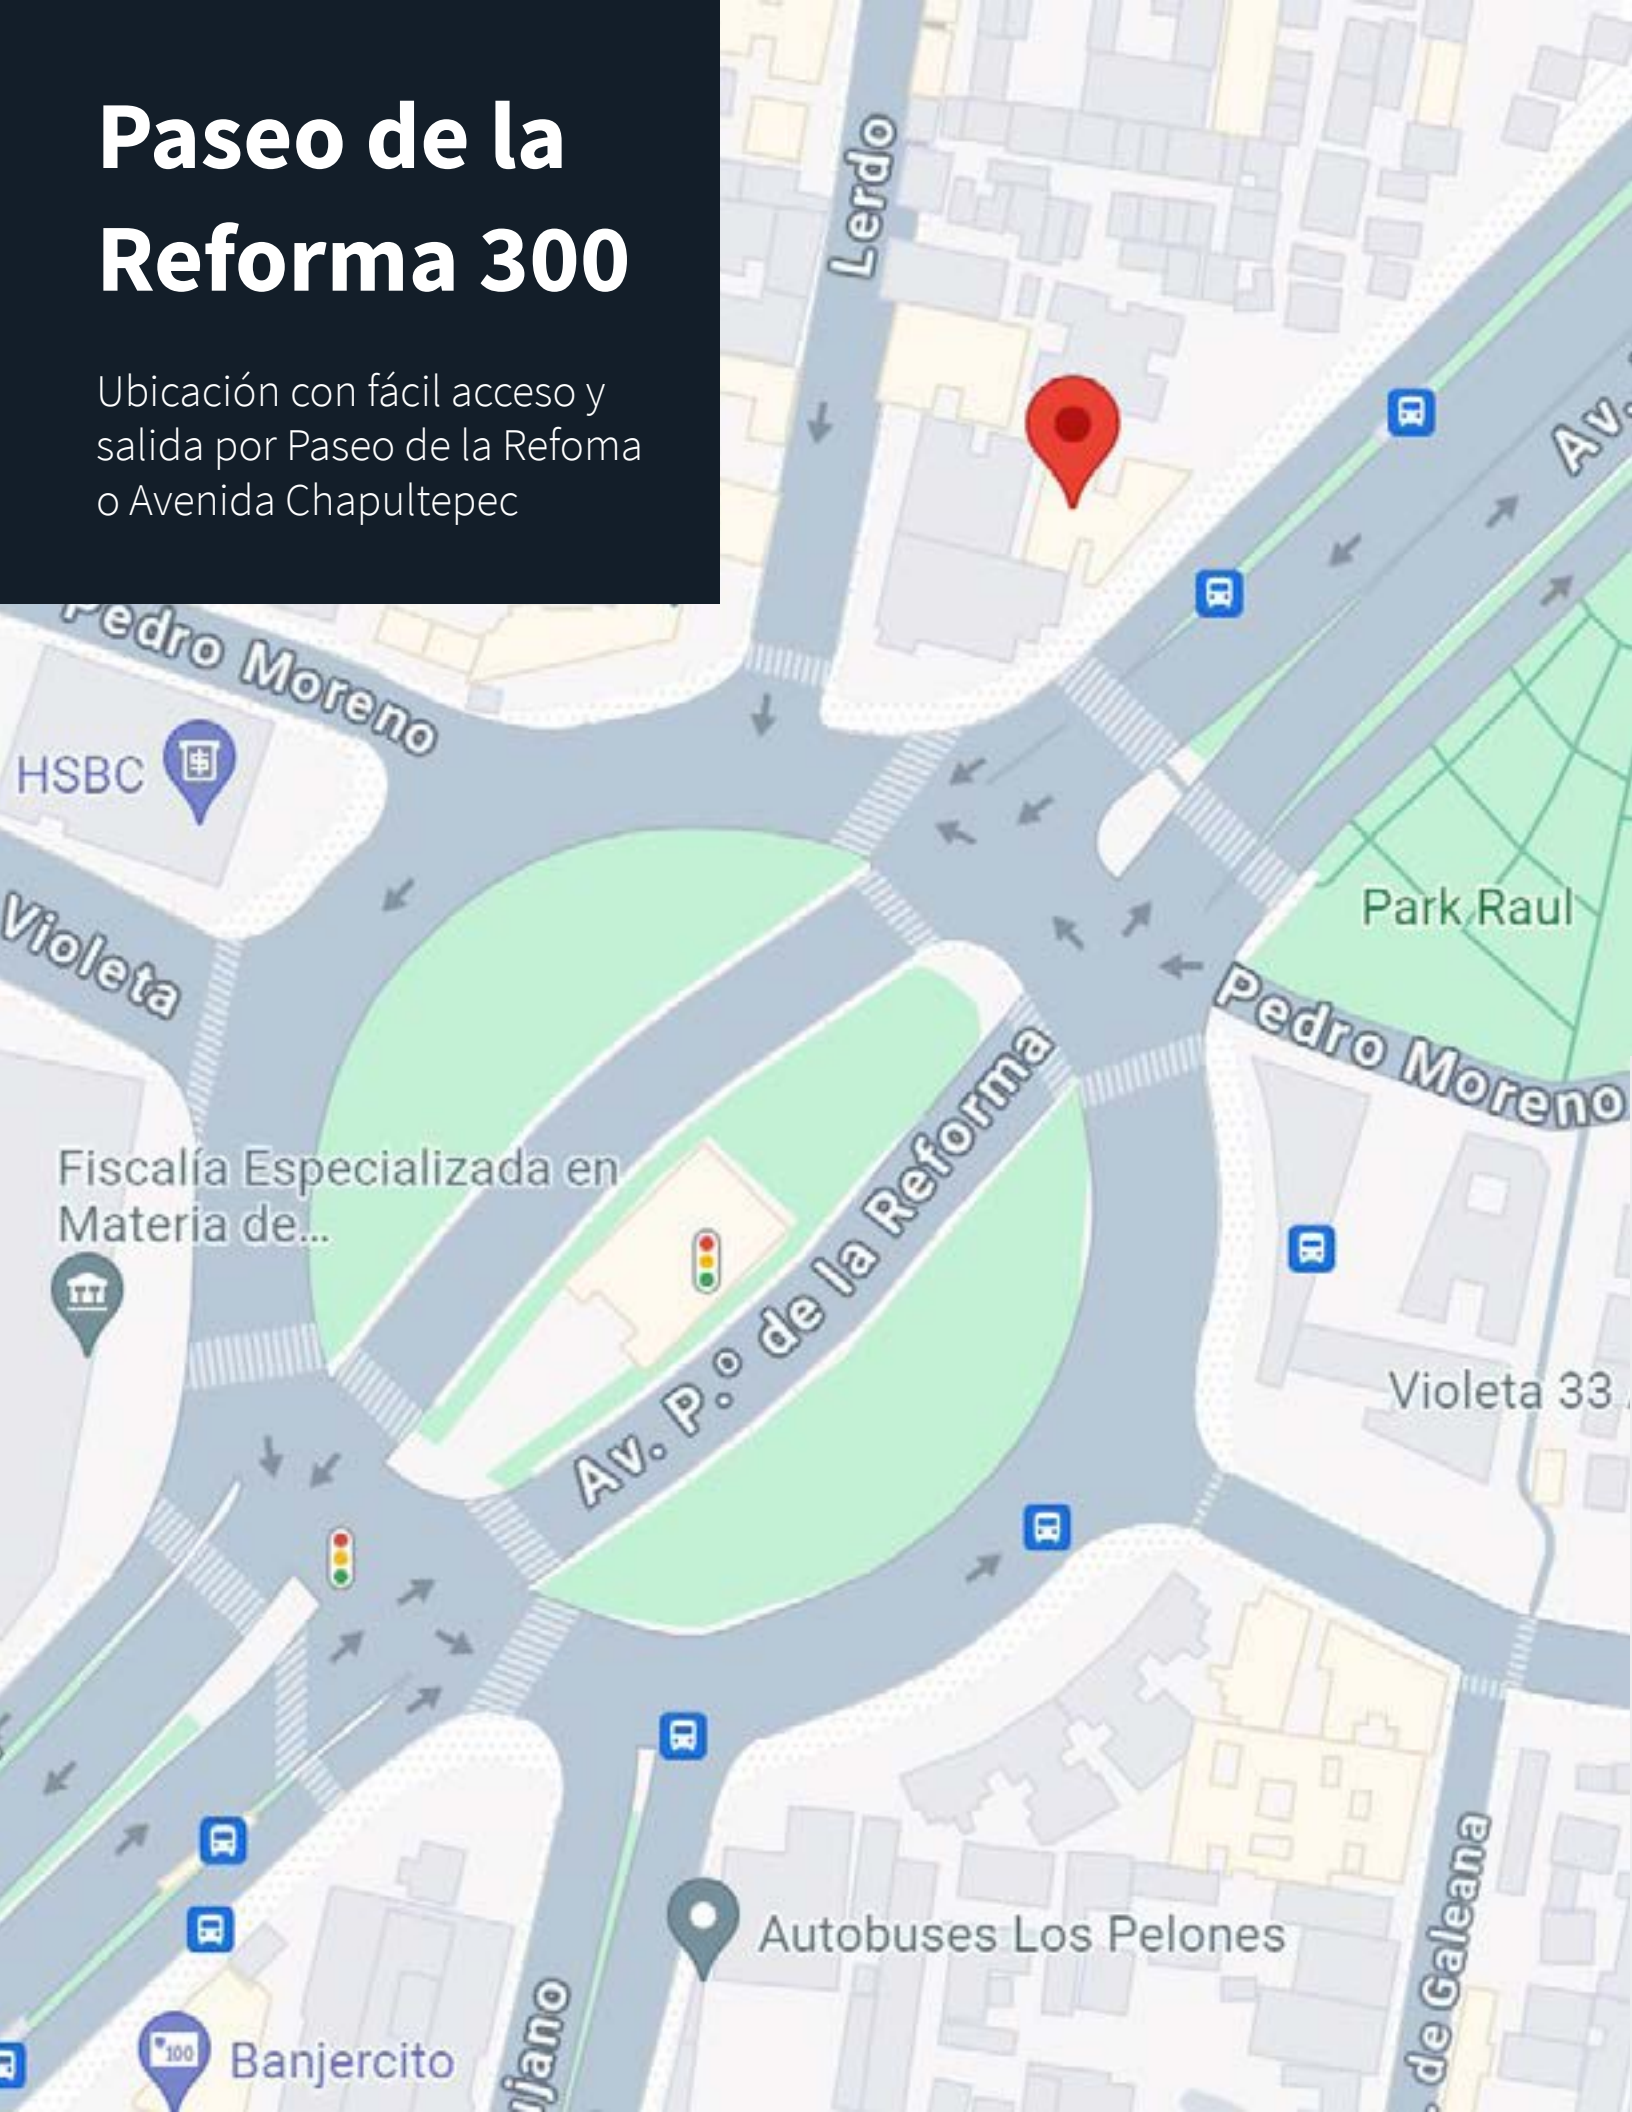 Paseo de la
Reforma 300
Ubicación con fácil acceso y
salida por Paseo de la Refoma
o Avenida Chapultepec
Lerdo
Av.
Pedro Moreno
HSBC
Violeta
Park Raul
Pedro Moreno
Fiscalía Especializada en
Materia de...
Av. P.º de la Reforma
Violeta 33
Autobuses Los Pelones
de Galeana
100
Banjercito